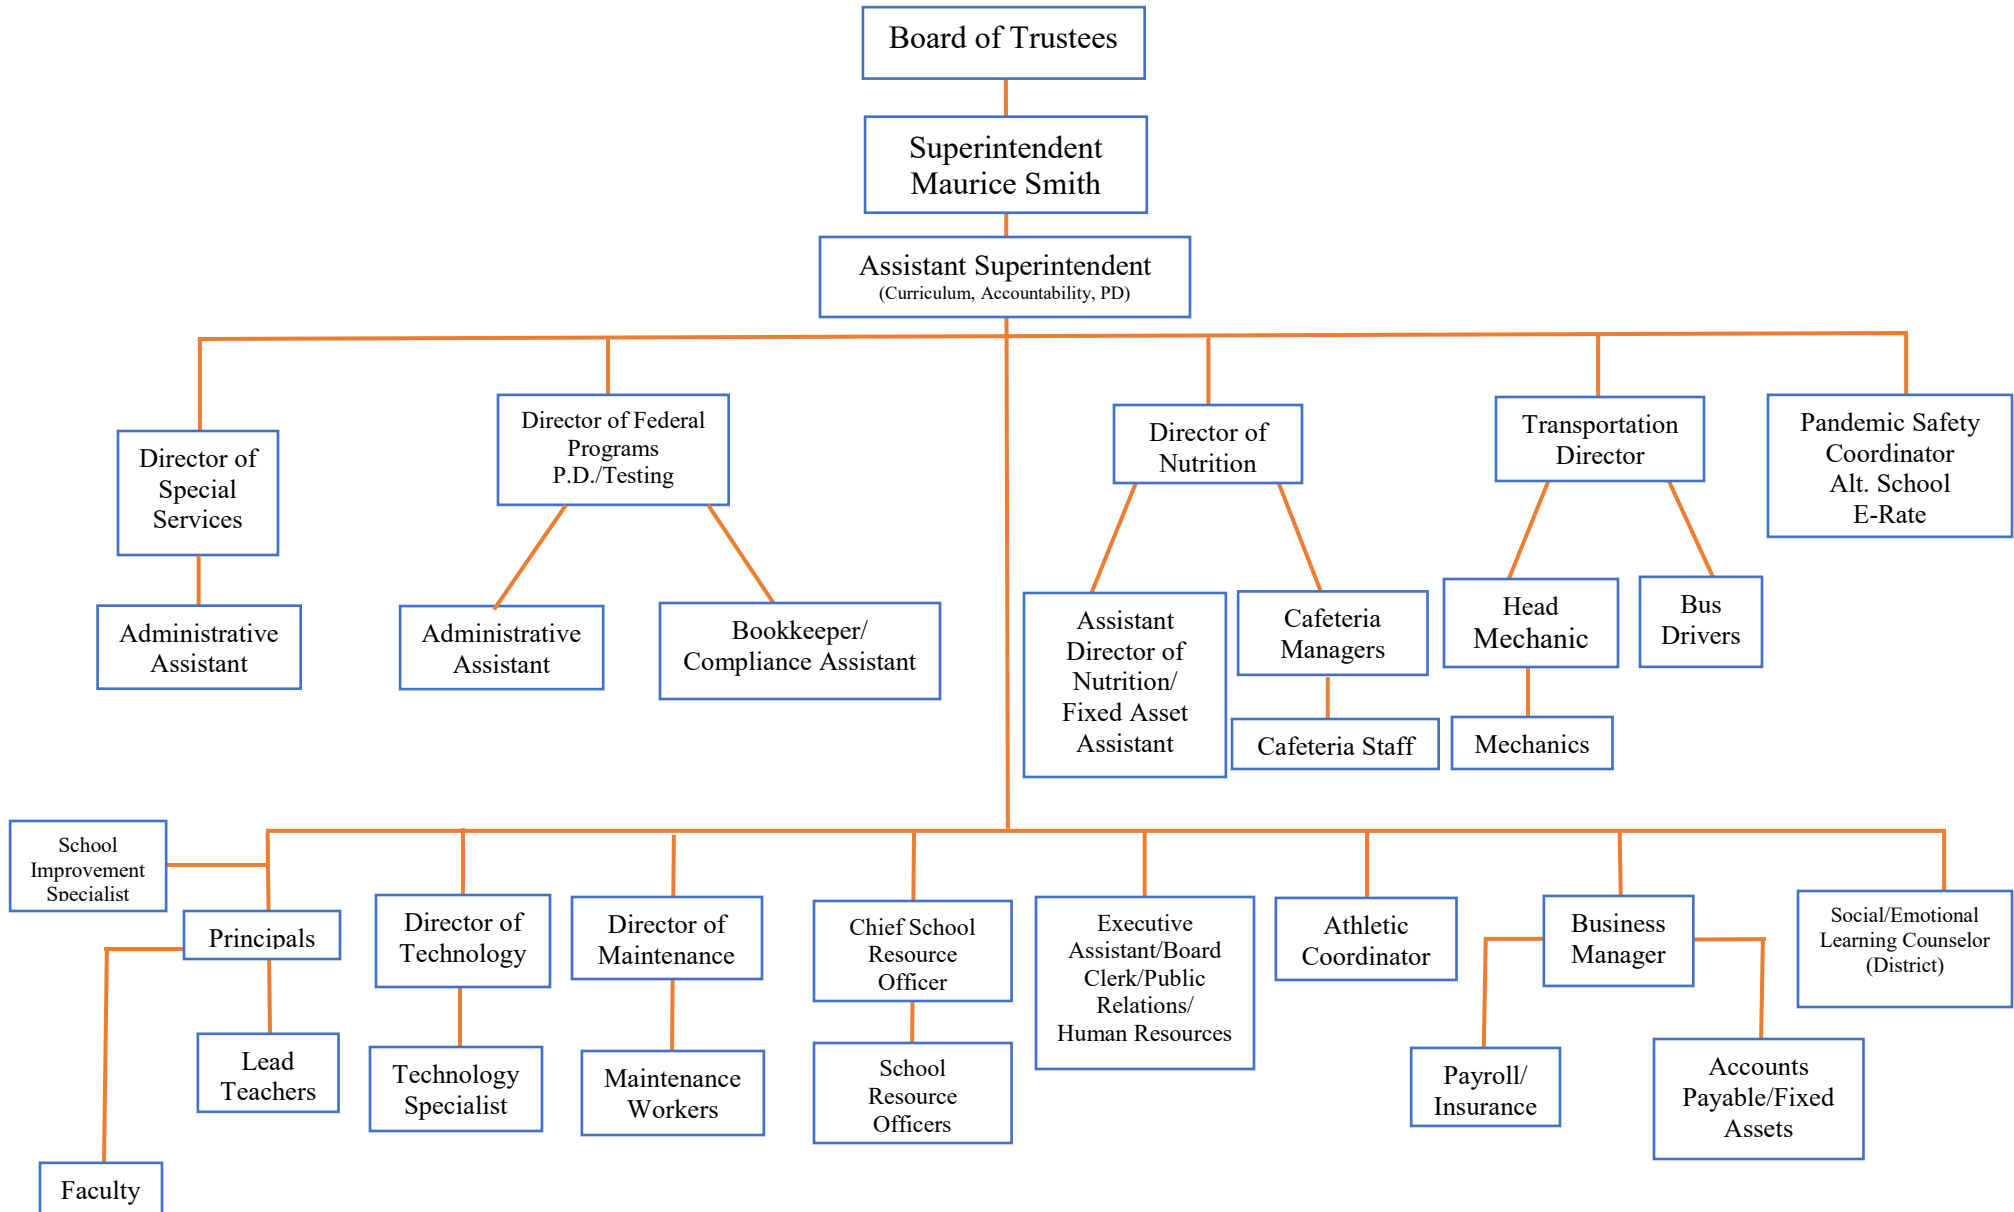 Board of Trustees
Superintendent
Maurice Smith
Assistant Superintendent
(Curriculum, Accountability, PD)
Director of
Special
Services
Director of Federal
Programs
P.D./Testing
Director of
Nutrition
Transportation
Director
Pandemic Safety
Coordinator
Alt. School
E-Rate
Administrative
Assistant
Administrative
Assistant
Bookkeeper/
Compliance Assistant
Assistant
Director of
Nutrition/
Fixed Asset
Assistant
Cafeteria
Managers
Cafeteria Staff
Head
Mechanic
Mechanics
Bus
Drivers
School
Improvement
Specialist
Principals
Director of
Technology
Director of
Maintenance
Chief School
Resource
Officer
Executive
Assistant/Board
Clerk/Public
Relations/
Human Resources
Athletic
Coordinator
Business
Manager
Social/Emotional
Learning Counselor
(District)
Lead
Teachers
Technology
Specialist
Maintenance
Workers
School
Resource
Officers
Payroll/
Insurance
Accounts
Payable/Fixed
Assets
Faculty